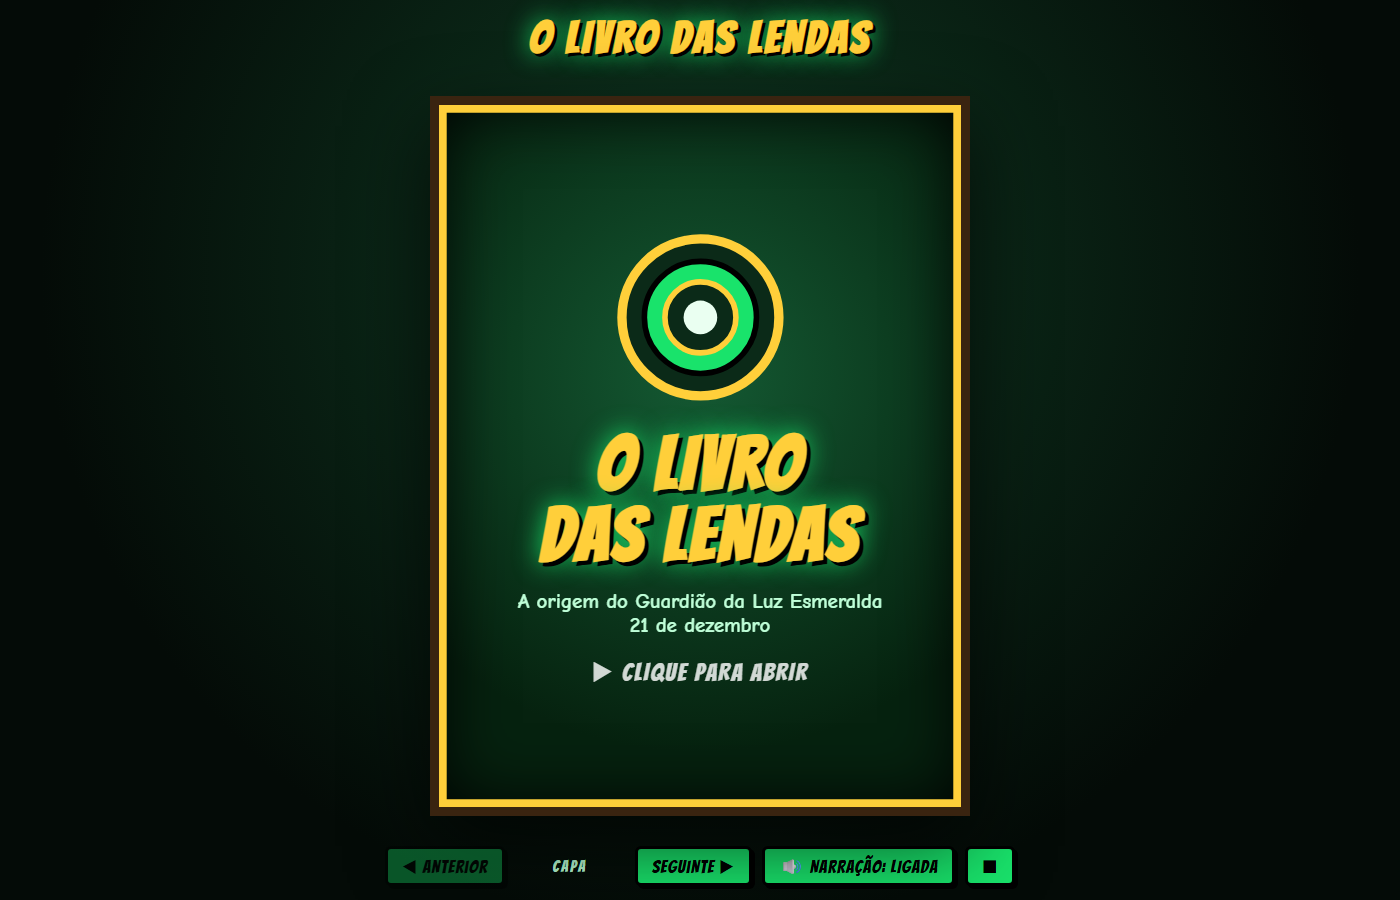 O LIVRO DAS LENDAS
O LIVRO
DAS LENDAS
A origem do Guardião da Luz Esmeralda
21 de dezembro
▶ CLIQUE PARA ABRIR
◀ ANTERIOR
CAPA
SEGUINTE ▶
🔊 NARRAÇÃO: LIGADA
■